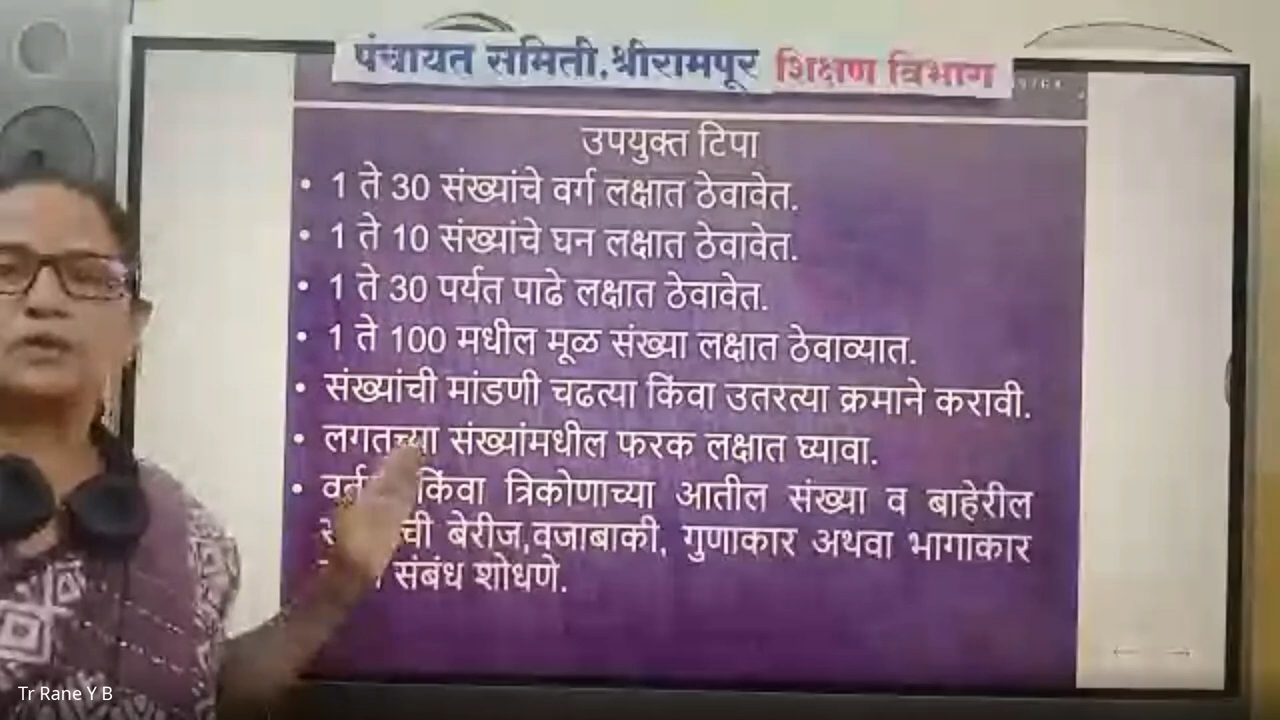 पंचायत समिती.श्रीरामपूर शिक्षण विभाग
उपयुक्त टिपा
• 1 ते 30 संख्यांचे वर्ग लक्षात ठेवावेत.
• 1 ते 10 संख्यांचे घन लक्षात ठेवावेत.
• 1 ते 30 पर्यत पाढे लक्षात ठेवावेत.
• 1 ते 100 मधील मूळ संख्या लक्षात ठेवाव्यात.
• संख्यांची मांडणी चढत्या किंवा उतरत्या क्रमाने करावी.
• लगतच्या संख्यांमधील फरक लक्षात घ्यावा.
• किंवा त्रिकोणाच्या आतील संख्या व बाहेरील
बेरीज,वजाबाकी, गुणाकार अथवा भागाकार
संबंध शोधणे.
Tr Rane Y B